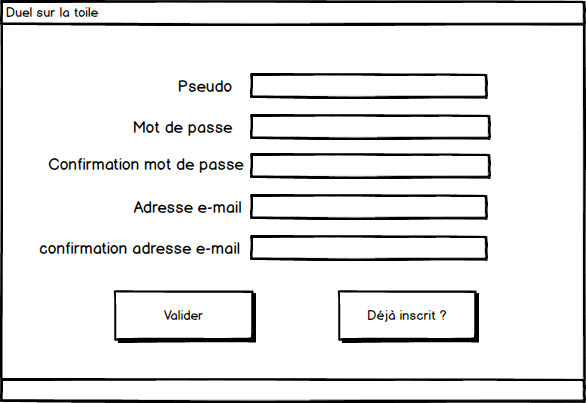 Duel sur la toile
Pseudo
Mot de passe
Confirmation mot de passe
Adresse e-mail
confirmation adresse e-mail
Valider
Déjà inscrit ?